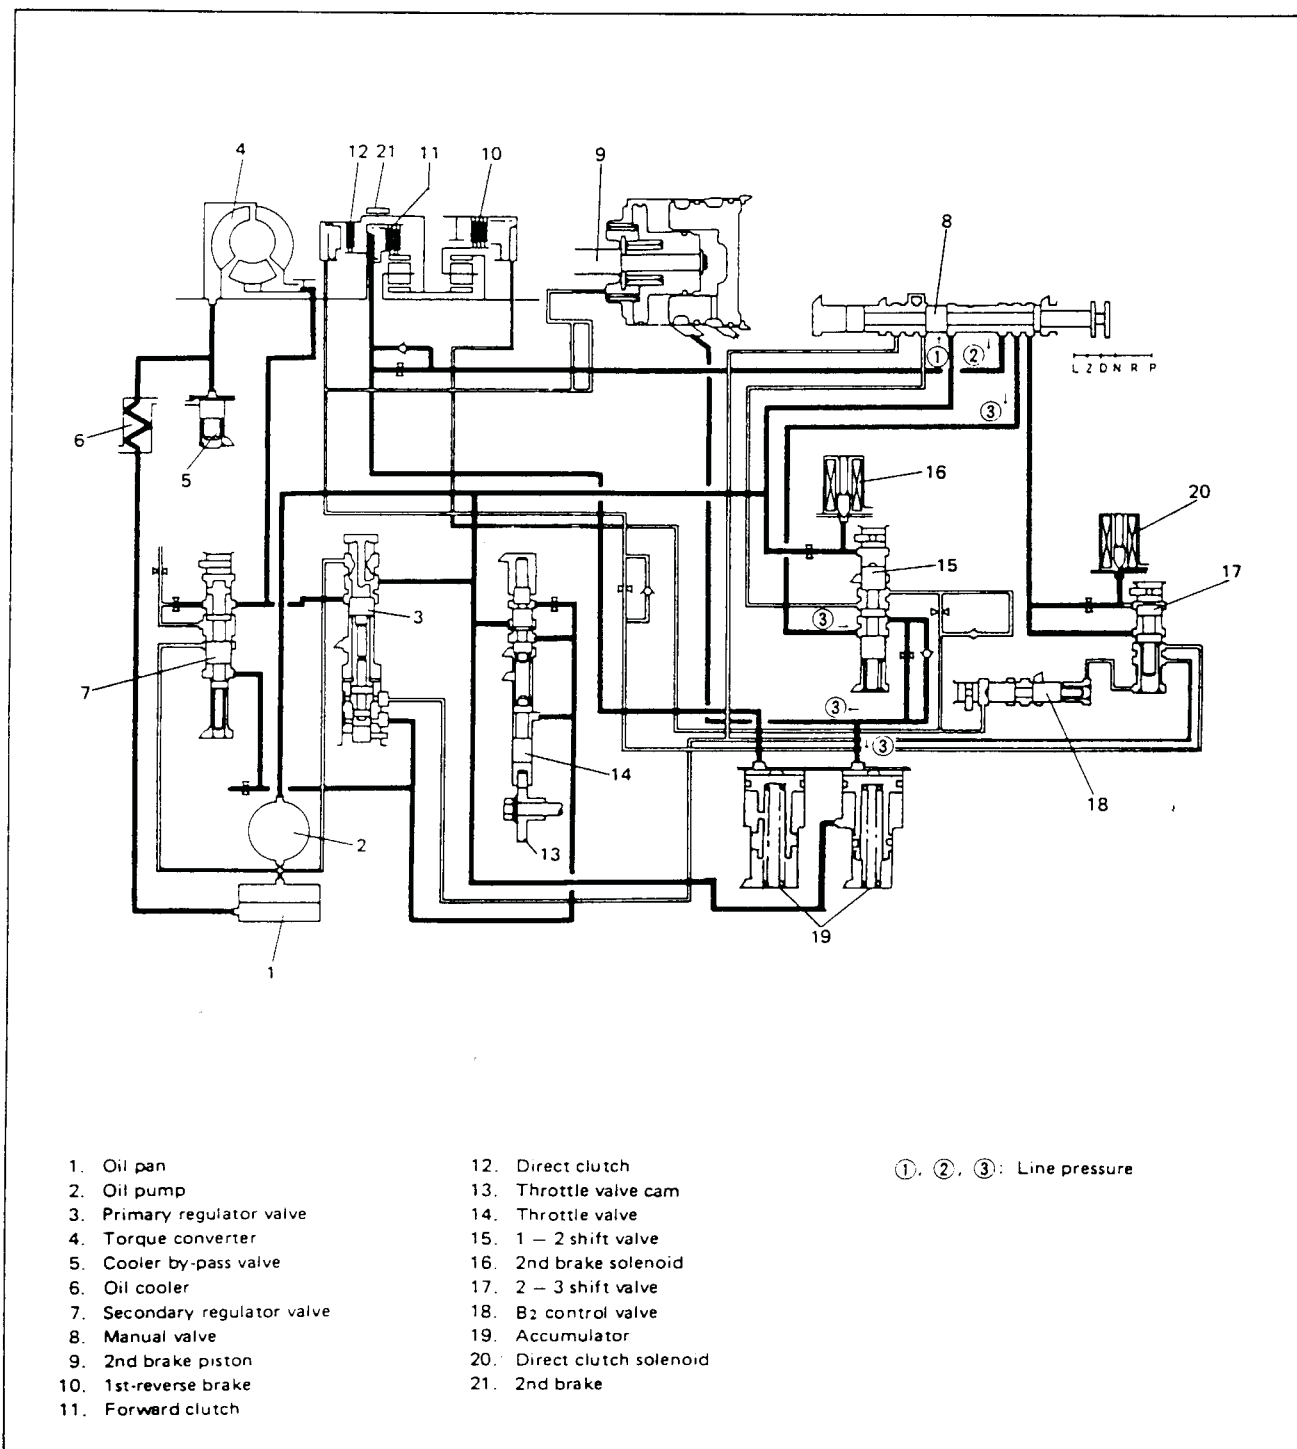 4
12
21
11
10
9
8
① ②
L 2 D N R P
③
6
5
16
20
15
17
3
③
7
③
③
14
18
2
13
19
1
1. Oil pan
2. Oil pump
3. Primary regulator valve
4. Torque converter
5. Cooler by-pass valve
6. Oil cooler
7. Secondary regulator valve
8. Manual valve
9. 2nd brake piston
10. 1st-reverse brake
11. Forward clutch
12. Direct clutch
13. Throttle valve cam
14. Throttle valve
15. 1 – 2 shift valve
16. 2nd brake solenoid
17. 2 – 3 shift valve
18. B2 control valve
19. Accumulator
20. Direct clutch solenoid
21. 2nd brake
①, ②, ③: Line pressure